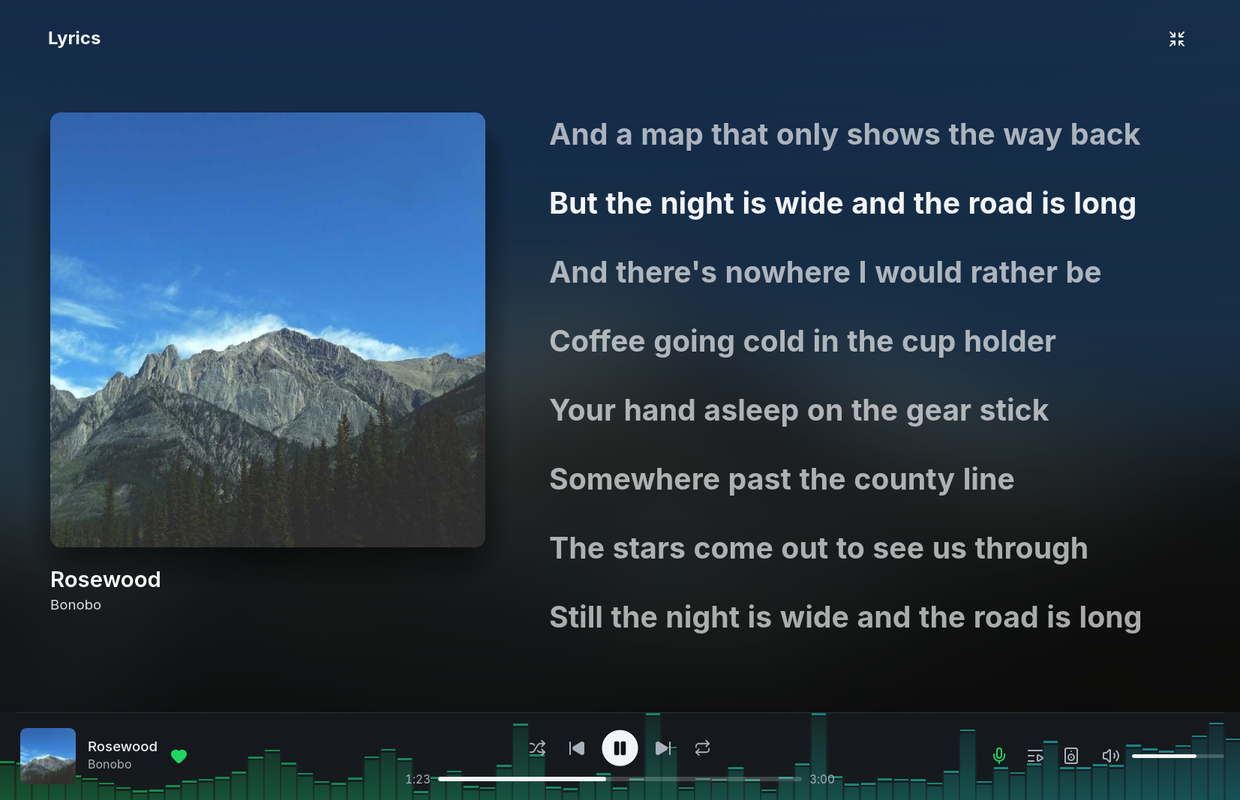 Lyrics
And a map that only shows the way back
But the night is wide and the road is long
And there's nowhere I would rather be
Coffee going cold in the cup holder
Your hand asleep on the gear stick
Somewhere past the county line
The stars come out to see us through
Still the night is wide and the road is long
Rosewood
Bonobo
Rosewood
Bonobo
1:23
3:00